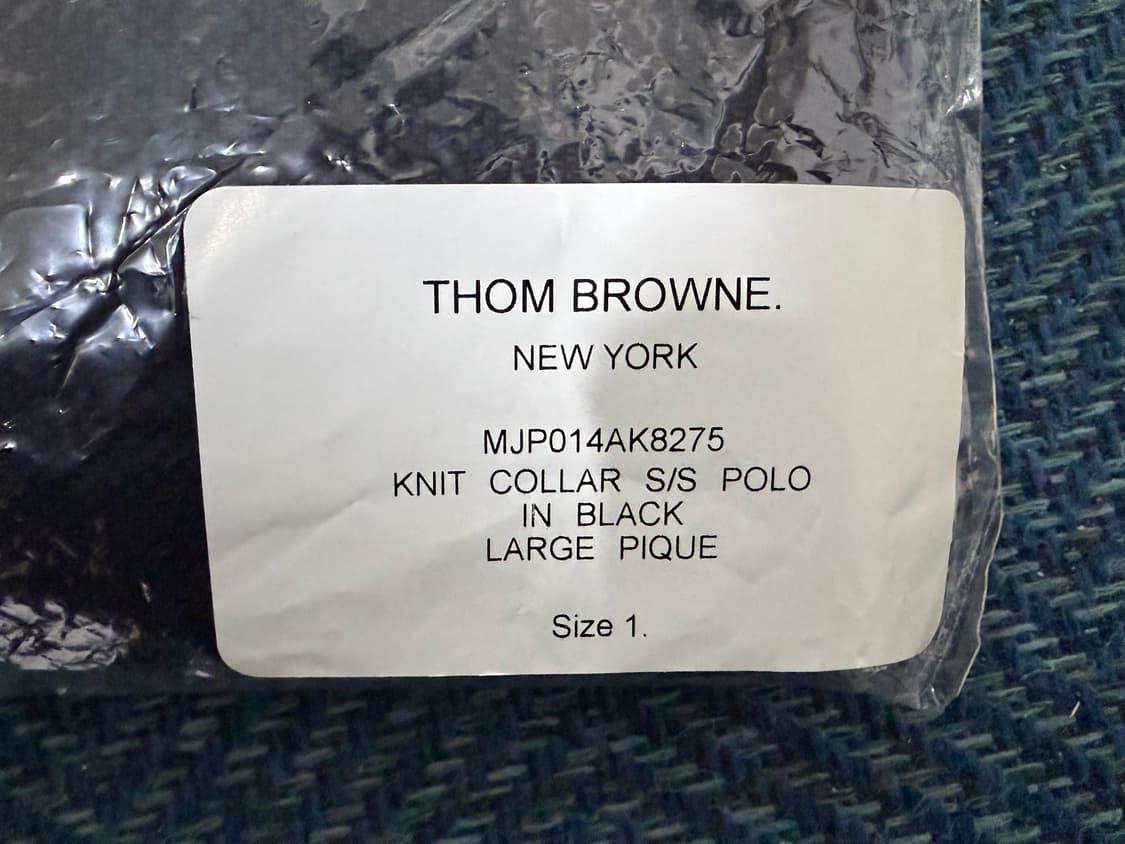 THOM BROWNE.
NEW YORK
MJP014AK8275
KNIT COLLAR S/S POLO
IN BLACK
LARGE PIQUE
Size 1.